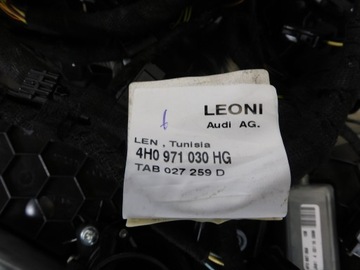 LEONI
Audi AG.
LEN , Tunisia
4H0 971 030 HG
TAB 027 259 D